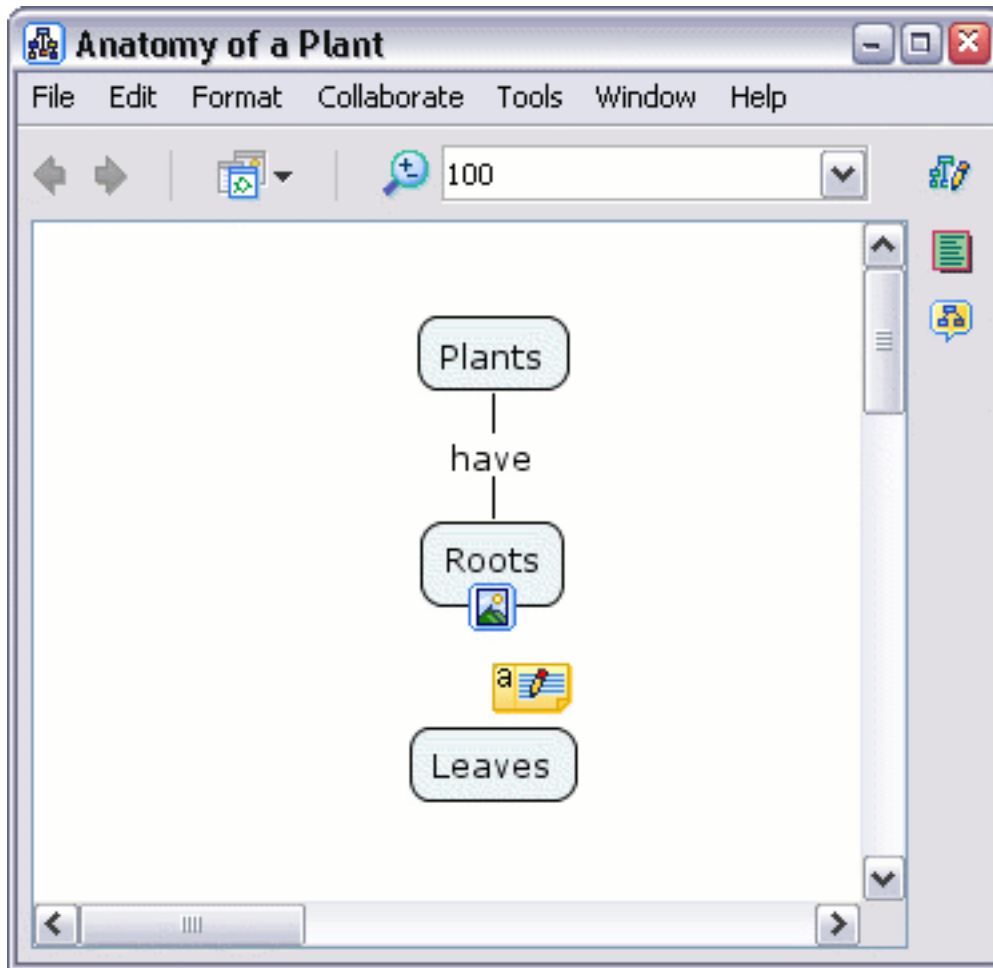 Anatomy of a Plant
File Edit Format Collaborate Tools Window Help
100
Plants
have
Roots
a
Leaves